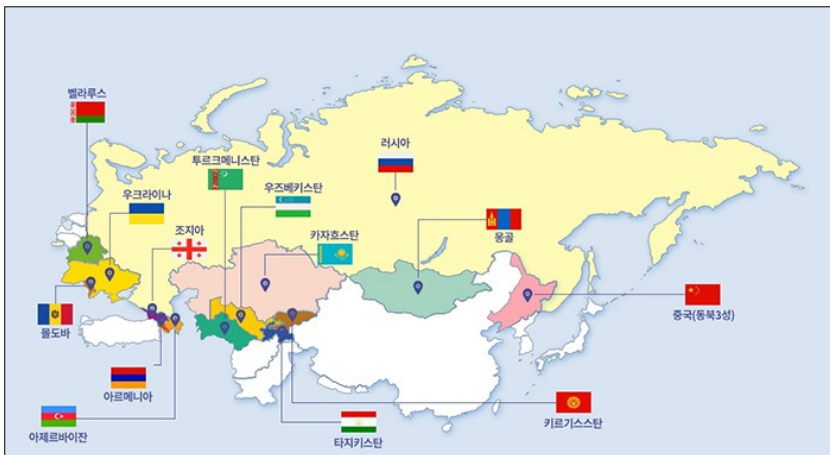 벨라루스
러시아
투르크메니스탄
우크라이나
우즈베키스탄
조지아
카자흐스탄
몽골
중국(동북3성)
몰도바
아르메니아
키르기스스탄
아제르바이잔
타지키스탄